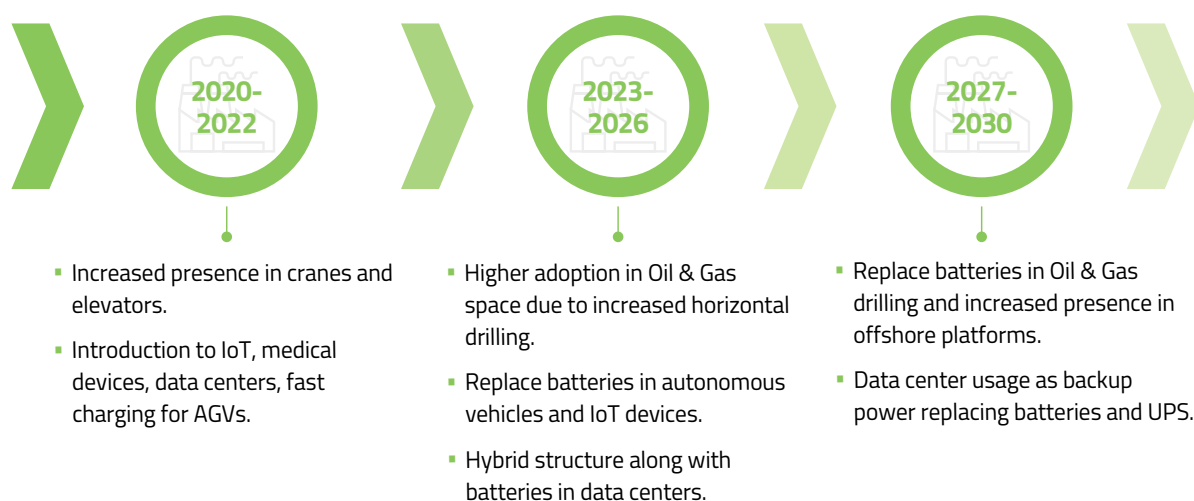 2020-
2022
2023-
2026
2027-
2030
Increased presence in cranes and
elevators.
Introduction to IoT, medical
devices, data centers, fast
charging for AGVs.
Higher adoption in Oil & Gas
space due to increased horizontal
drilling.
Replace batteries in autonomous
vehicles and IoT devices.
Hybrid structure along with
batteries in data centers.
Replace batteries in Oil & Gas
drilling and increased presence in
offshore platforms.
Data center usage as backup
power replacing batteries and UPS.